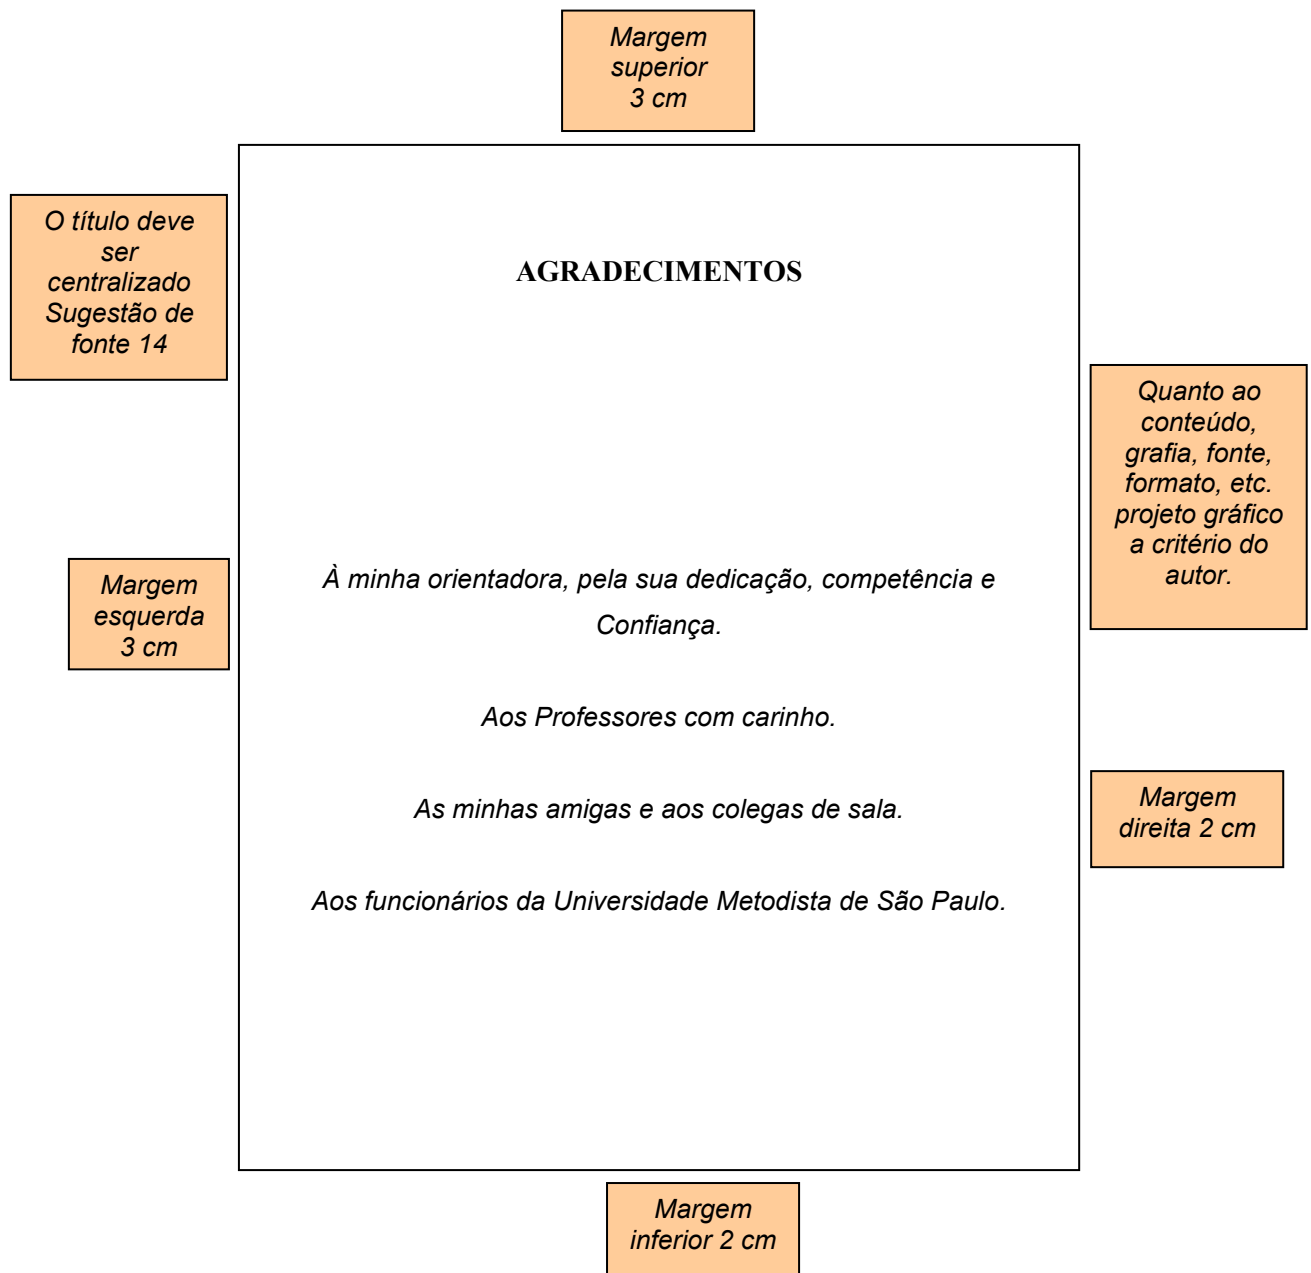 Margem
superior
3 cm
O título deve
ser
centralizado
Sugestão de
fonte 14
AGRADECIMENTOS
Quanto ao
conteúdo,
grafia, fonte,
formato, etc.
projeto gráfico
a critério do
autor.
Margem
esquerda
3 cm
À minha orientadora, pela sua dedicação, competência e
Confiança.
Aos Professores com carinho.
As minhas amigas e aos colegas de sala.
Margem
direita 2 cm
Aos funcionários da Universidade Metodista de São Paulo.
Margem
inferior 2 cm